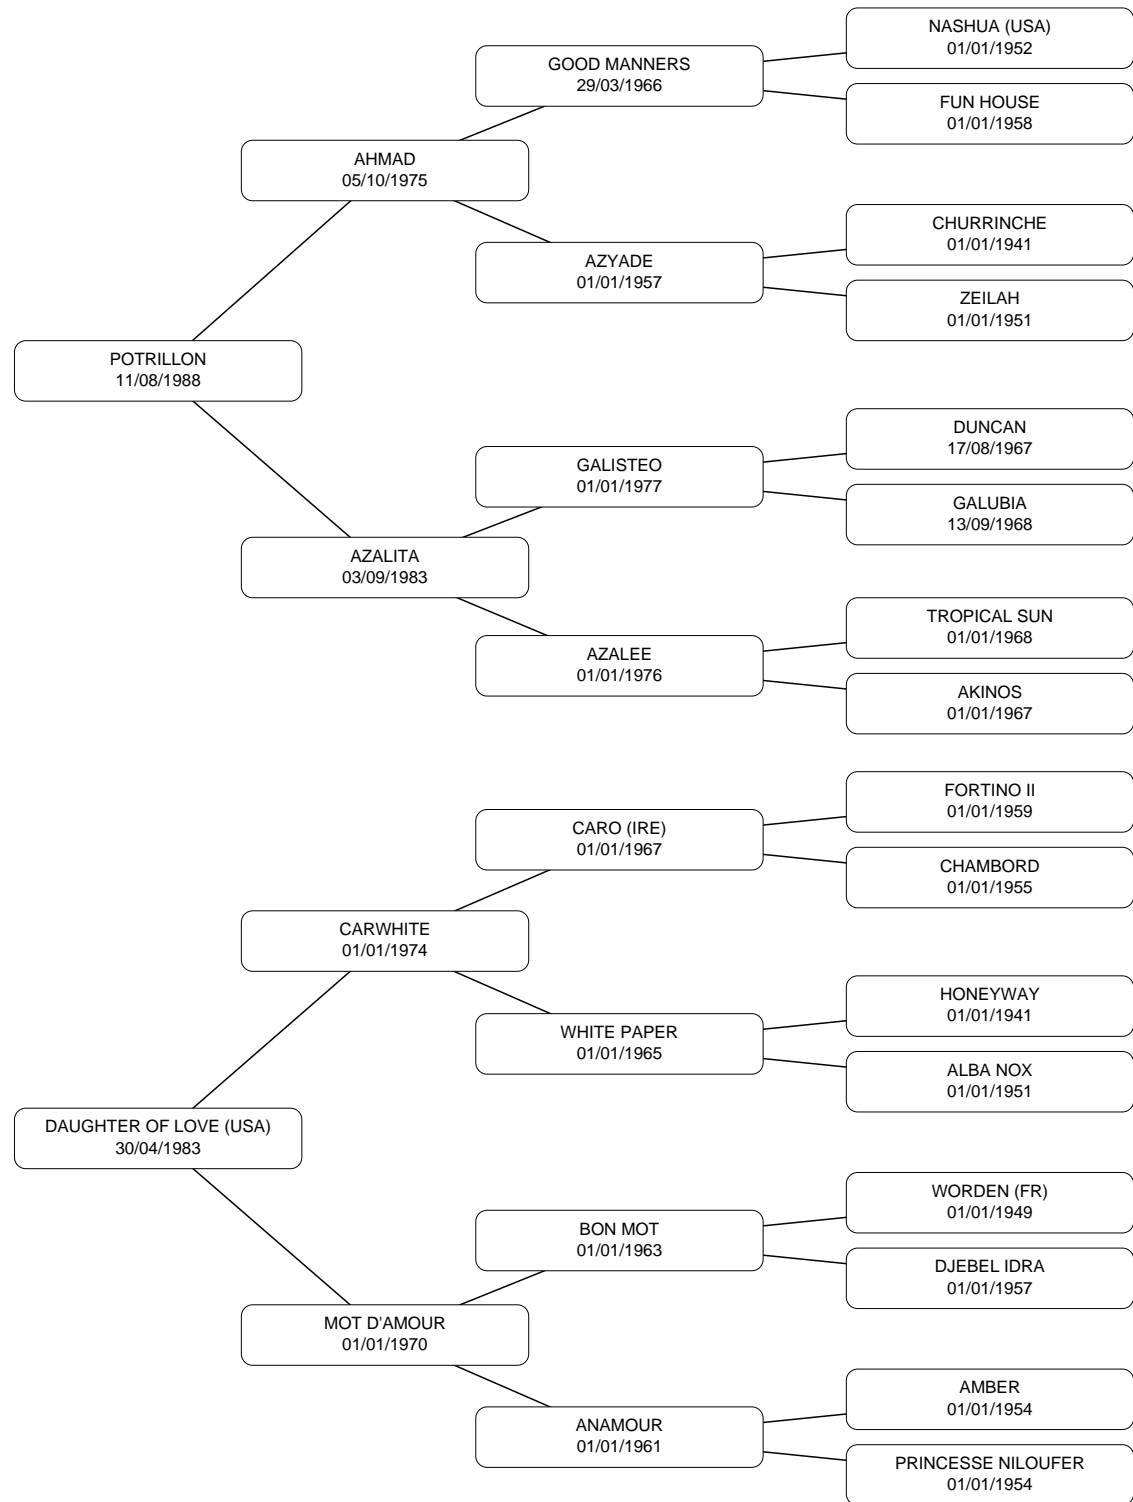 NASHUA (USA)
01/01/1952
GOOD MANNERS
29/03/1966
FUN HOUSE
01/01/1958
AHMAD
05/10/1975
CHURRINCHE
01/01/1941
AZYADE
01/01/1957
ZEILAH
01/01/1951
POTRILLON
11/08/1988
DUNCAN
17/08/1967
GALISTEO
01/01/1977
GALUBIA
13/09/1968
AZALITA
03/09/1983
TROPICAL SUN
01/01/1968
AZALEE
01/01/1976
AKINOS
01/01/1967
FORTINO II
01/01/1959
CARO (IRE)
01/01/1967
CHAMBORD
01/01/1955
CARWHITE
01/01/1974
HONEYWAY
01/01/1941
WHITE PAPER
01/01/1965
ALBA NOX
01/01/1951
DAUGHTER OF LOVE (USA)
30/04/1983
WORDEN (FR)
01/01/1949
BON MOT
01/01/1963
DJEBEL IDRA
01/01/1957
MOT D'AMOUR
01/01/1970
AMBER
01/01/1954
ANAMOUR
01/01/1961
PRINCESSE NILOUFER
01/01/1954